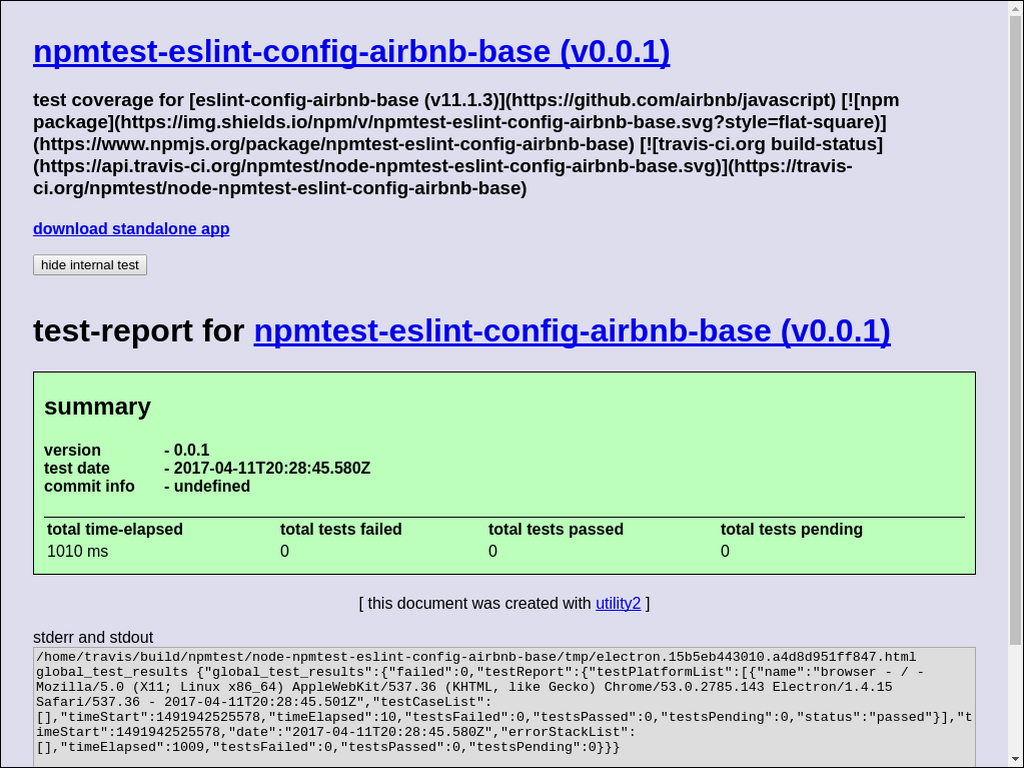 npmtest-eslint-config-airbnb-base (v0.0.1)
test coverage for [eslint-config-airbnb-base (v11.1.3)](https://github.com/airbnb/javascript) [![npm
package](https://img.shields.io/npm/v/npmtest-eslint-config-airbnb-base.svg?style=flat-square)]
(https://www.npmjs.org/package/npmtest-eslint-config-airbnb-base) [![travis-ci.org build-status]
(https://api.travis-ci.org/npmtest/node-npmtest-eslint-config-airbnb-base.svg)](https://travis-
ci.org/npmtest/node-npmtest-eslint-config-airbnb-base)
download standalone app
hide internal test
test-report for npmtest-eslint-config-airbnb-base (v0.0.1)
summary
version - 0.0.1
test date - 2017-04-11T20:28:45.580Z
commit info - undefined
total time-elapsed total tests failed total tests passed total tests pending
1010 ms 0 0 0
[ this document was created with utility2 ]
stderr and stdout
/home/travis/build/npmtest/node-npmtest-eslint-config-airbnb-base/tmp/electron.15b5eb443010.a4d8d951ff847.html
global_test_results {"global_test_results":{"failed":0,"testReport":{"testPlatformList":[{"name":"browser - / -
Mozilla/5.0 (X11; Linux x86_64) AppleWebKit/537.36 (KHTML, like Gecko) Chrome/53.0.2785.143 Electron/1.4.15
Safari/537.36 - 2017-04-11T20:28:45.501Z","testCaseList":
[],"timeStart":1491942525578,"timeElapsed":10,"testsFailed":0,"testsPassed":0,"testsPending":0,"status":"passed"}],"t
imeStart":1491942525578,"date":"2017-04-11T20:28:45.580Z","errorStackList":
[],"timeElapsed":1009,"testsFailed":0,"testsPassed":0,"testsPending":0}}}